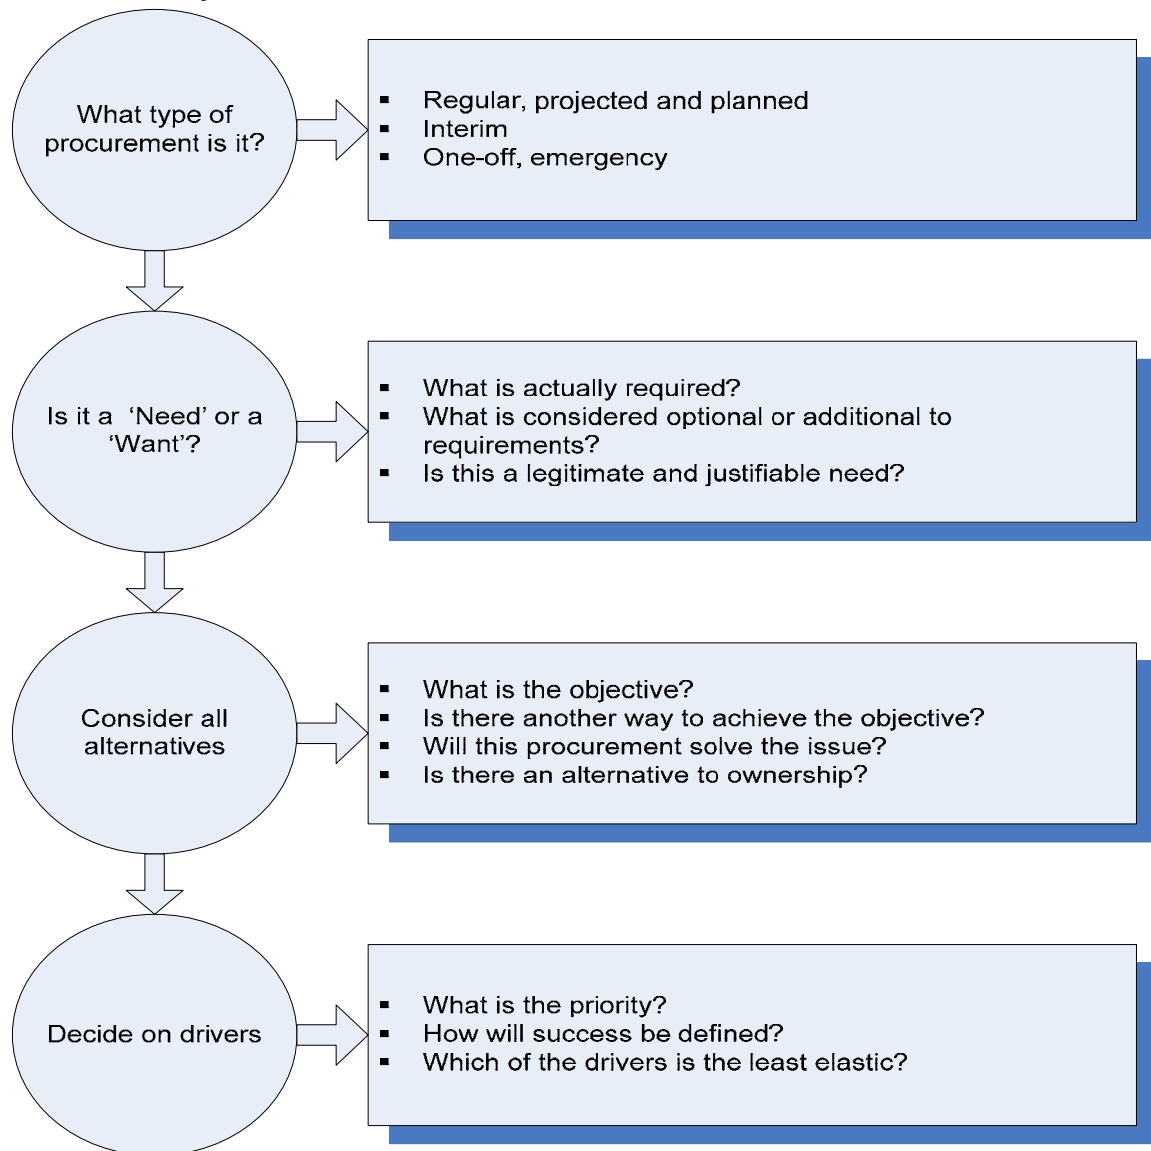 What type of
procurement is it?
▪ Regular, projected and planned
▪ Interim
▪ One-off, emergency
Is it a ‘Need’ or a
‘Want’?
▪ What is actually required?
▪ What is considered optional or additional to
requirements?
▪ Is this a legitimate and justifiable need?
Consider all
alternatives
▪ What is the objective?
▪ Is there another way to achieve the objective?
▪ Will this procurement solve the issue?
▪ Is there an alternative to ownership?
Decide on drivers
▪ What is the priority?
▪ How will success be defined?
▪ Which of the drivers is the least elastic?